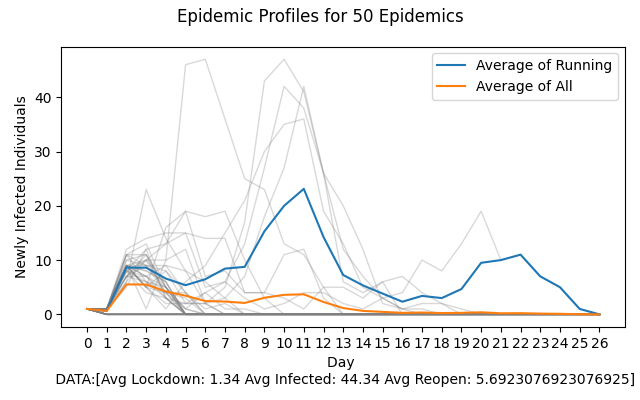 Epidemic Profiles for 50 Epidemics
Average of Running
Average of All
Newly Infected Individuals
40
30
20
10
0
0 1 2 3 4 5 6 7 8 9 10 11 12 13 14 15 16 17 18 19 20 21 22 23 24 25 26
Day
DATA:[Avg Lockdown: 1.34 Avg Infected: 44.34 Avg Reopen: 5.6923076923076925]